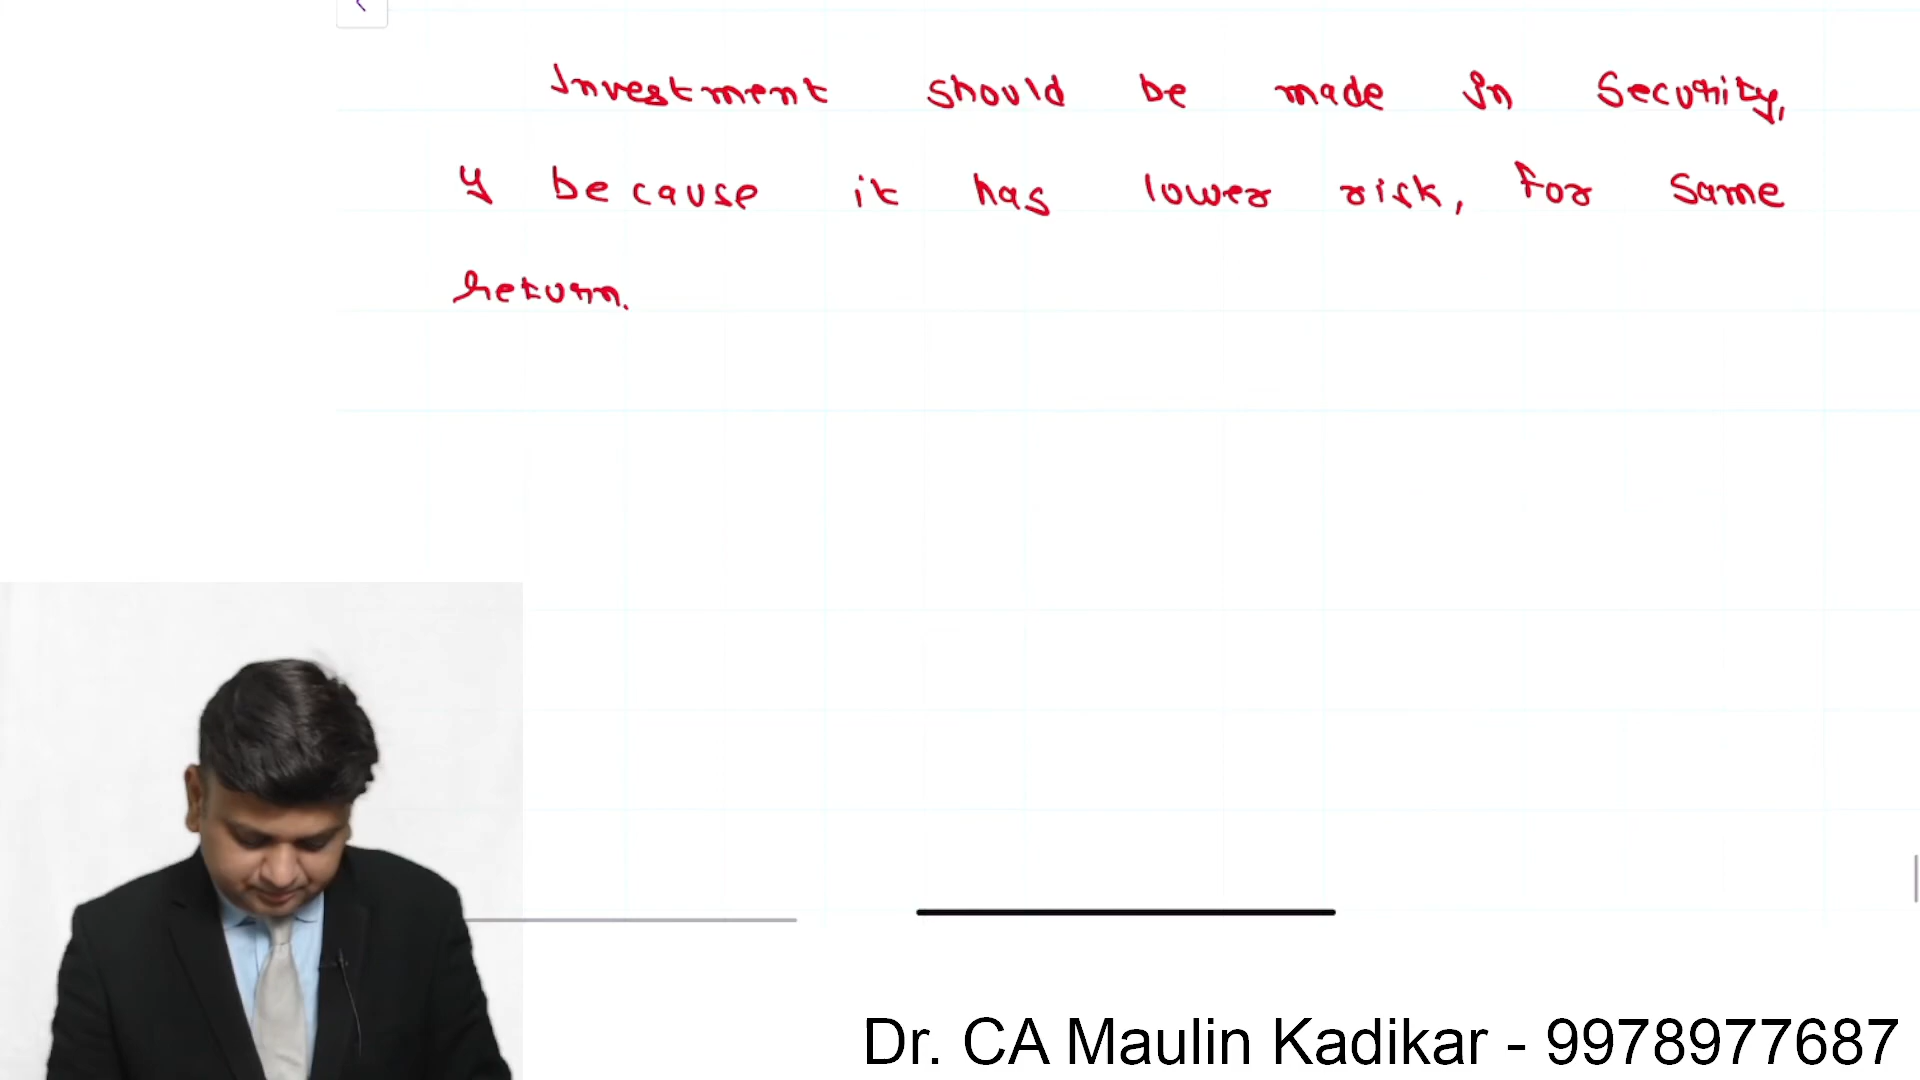 Investment should be made in Security,
Y because it has lower risk, for same
return.
Dr. CA Maulin Kadikar - 9978977687